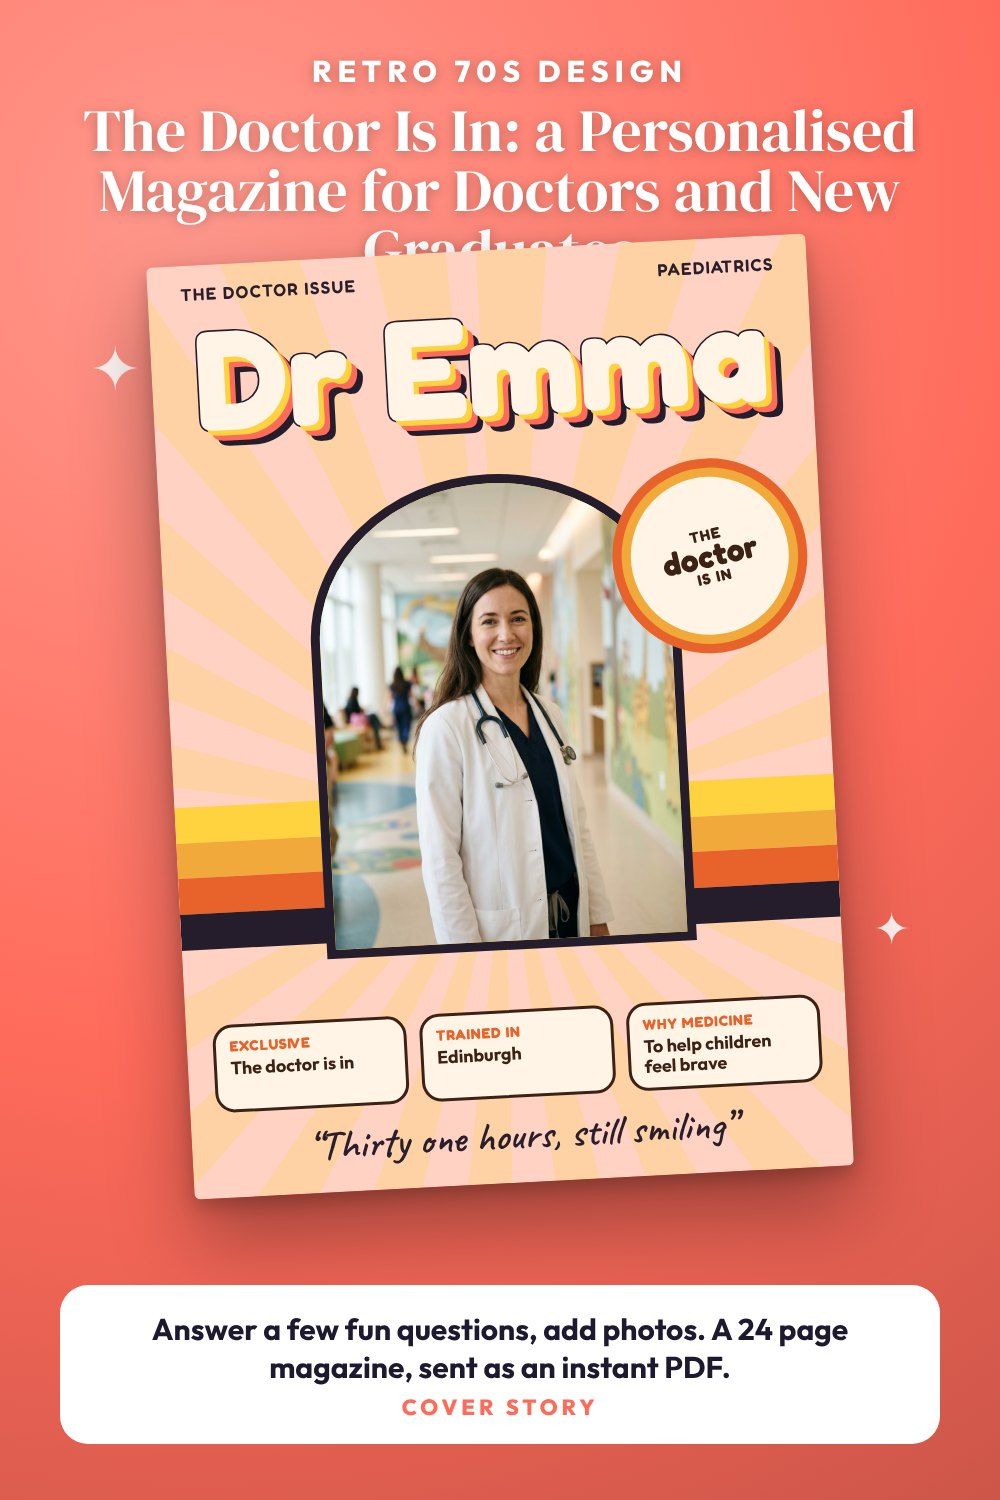 RETRO 70S DESIGN
The Doctor Is In: a Personalised
Magazine for Doctors and New
THE DOCTOR ISSUE
PAEDIATRICS
Dr Emma
THE
doctor
IS IN
EXCLUSIVE
The doctor is in
TRAINED IN
Edinburgh
WHY MEDICINE
To help children
feel brave
“Thirty one hours, still smiling”
Answer a few fun questions, add photos. A 24 page
magazine, sent as an instant PDF.
COVER STORY